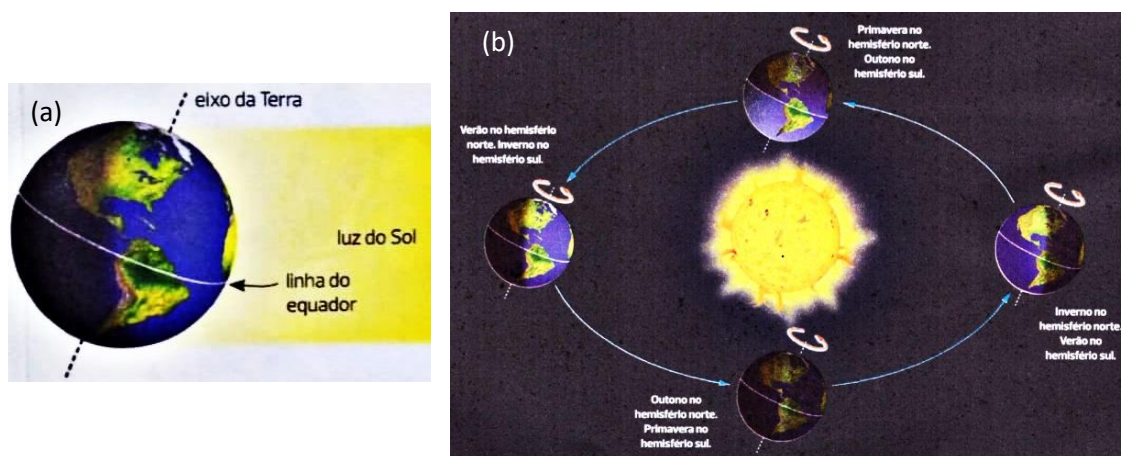 (a)
eixo da Terra
luz do Sol
linha do
equador
(b)
Primavera no
hemisfério norte.
Outono no
hemisfério sul.
Verão no hemisfério
norte. Inverno no
hemisfério sul.
Inverno no
hemisfério norte.
Verão no
hemisfério sul.
Outono no
hemisfério norte.
Primavera no
hemisfério sul.